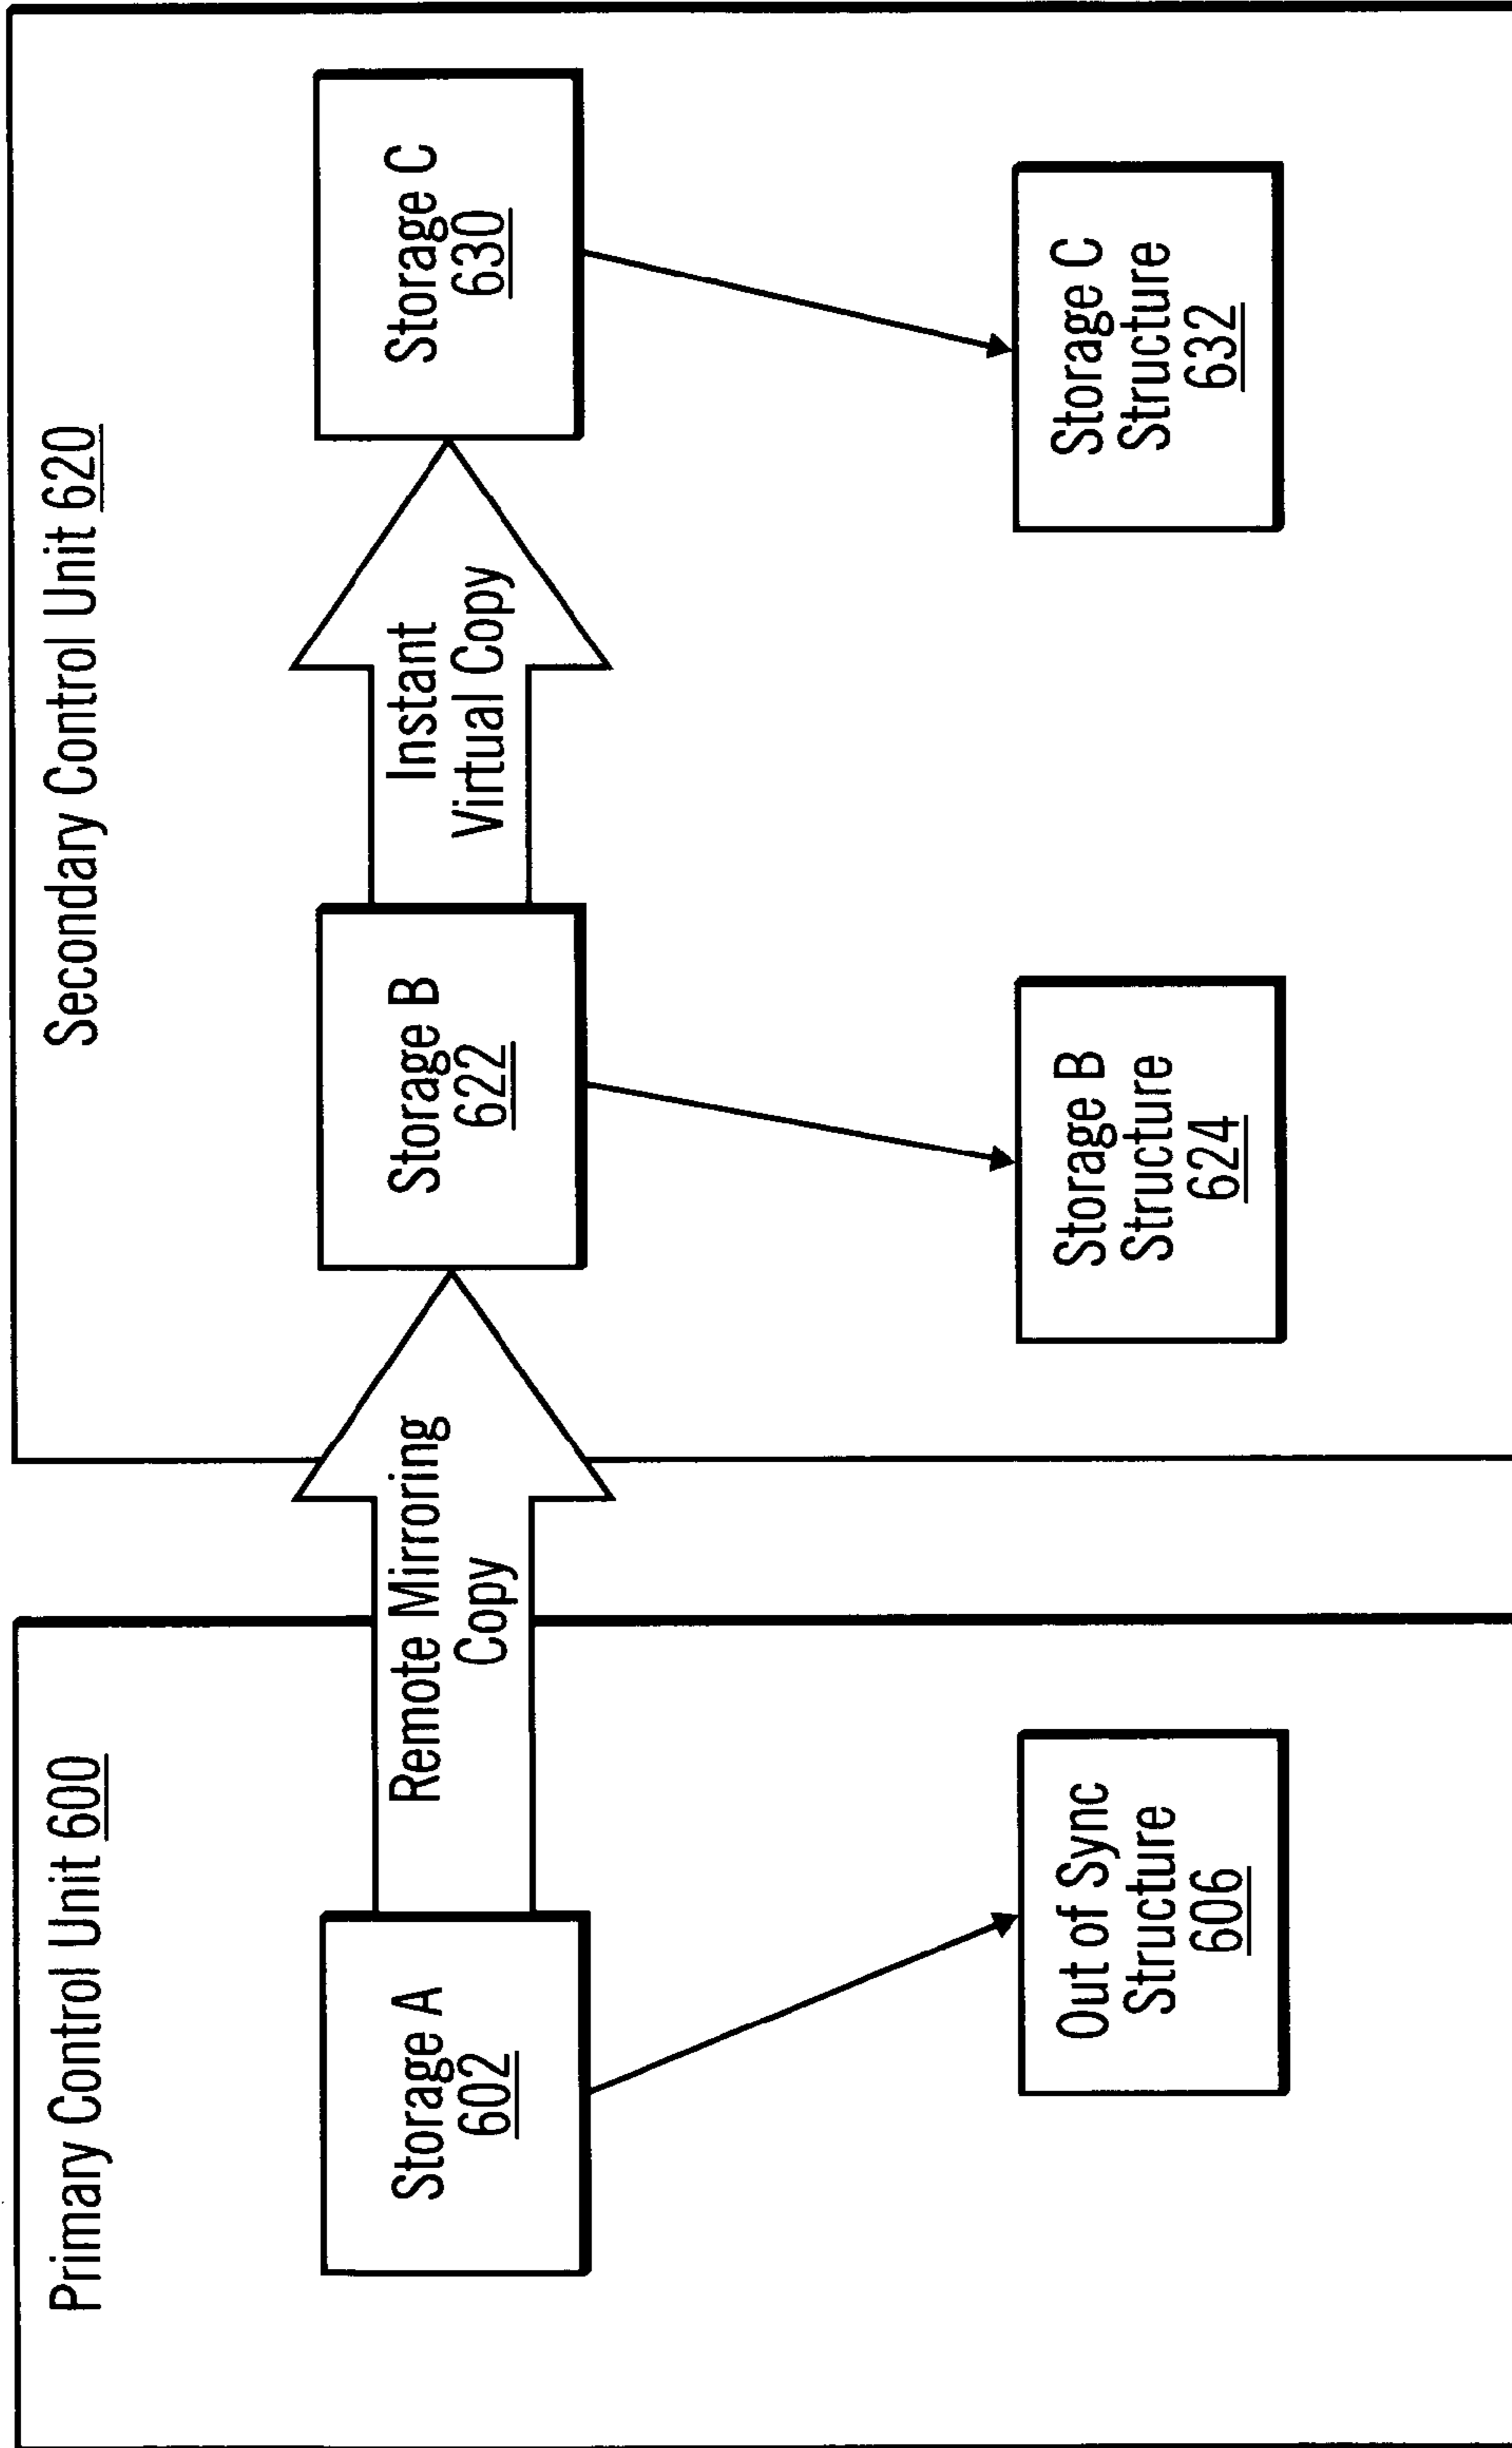 Primary Control Unit 600
Secondary Control Unit 620
Storage A
602
Remote Mirroring
Copy
Storage B
622
Instant
Virtual Copy
Storage C
630
Out of Sync
Structure
606
Storage B
Structure
624
Storage C
Structure
632